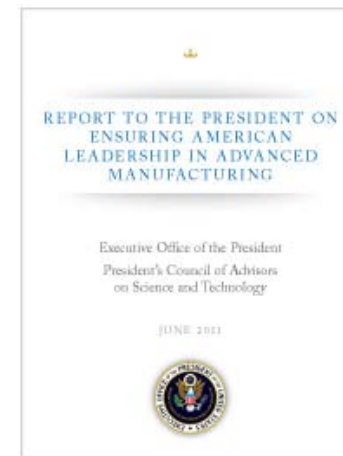 REPORT TO THE PRESIDENT ON
ENSURING AMERICAN
LEADERSHIP IN ADVANCED
MANUFACTURING
Executive Office of the President
President's Council of Advisors
on Science and Technology
JUNE 2011